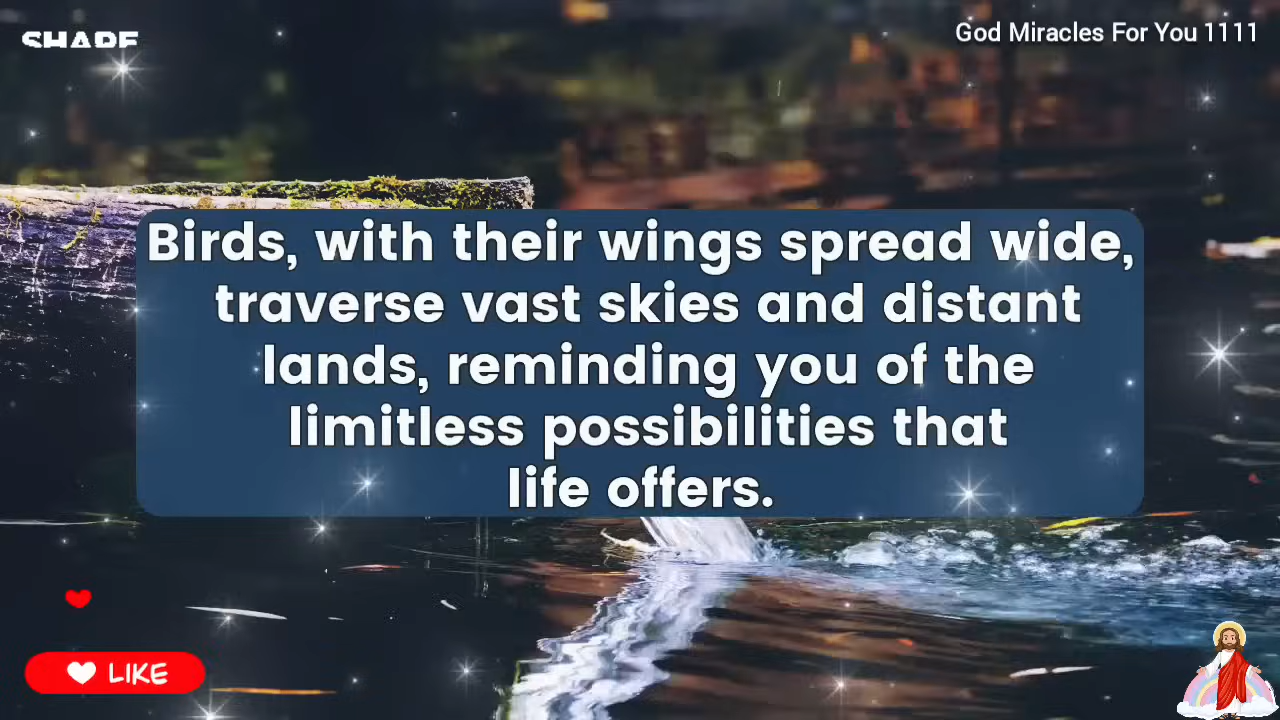 SHARE
God Miracles For You 1111
Birds, with their wings spread wide,
traverse vast skies and distant
lands, reminding you of the
limitless possibilities that
life offers.
LIKE